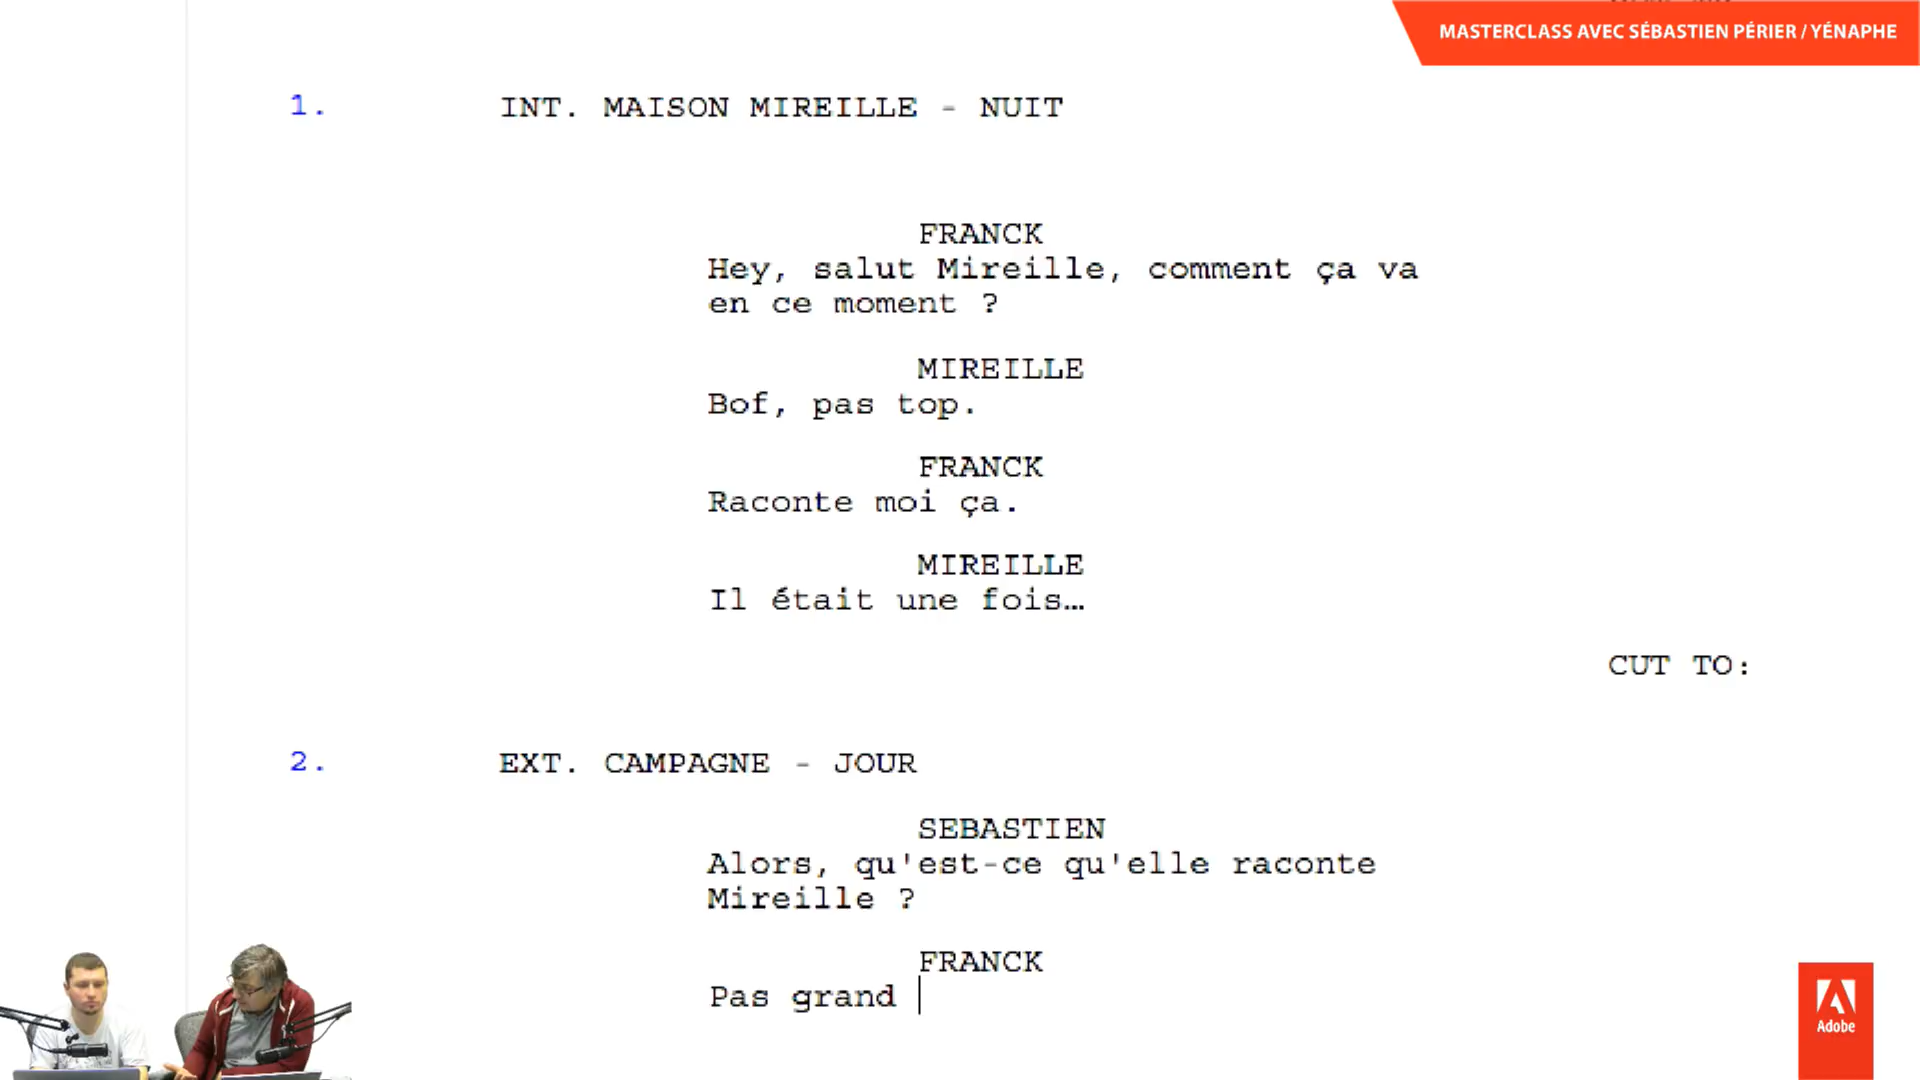 MASTERCLASS AVEC SÉBASTIEN PÉRIER / YÉNAPHE
1. INT. MAISON MIREILLE - NUIT
FRANCK
Hey, salut Mireille, comment ça va
en ce moment ?
MIREILLE
Bof, pas top.
FRANCK
Raconte moi ça.
MIREILLE
Il était une fois…
CUT TO:
2. EXT. CAMPAGNE - JOUR
SEBASTIEN
Alors, qu'est-ce qu'elle raconte
Mireille ?
FRANCK
Pas grand
Adobe